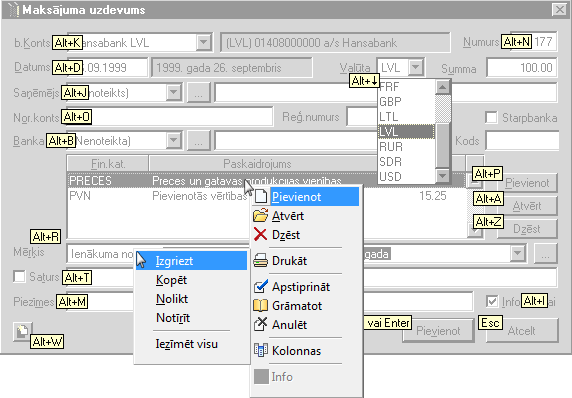 Maksājuma uzdevums
b.Konts Alt+K Hansabank LVL (LVL) 01408000000 a/s Hansabank Numurs Alt+N 177
Datums Alt+D .09.1999 1999. gada 26. septembris Valūta LVL Summa 100.00
Alt+↓
Saņēmējs Alt+J (Nenoteikts) ...
FRF
GBP
LTL
LVL
RUR
SDR
USD
Nor.konts Alt+O Reģ.numurs Starpbanka
Banka Alt+B (Nenoteikta) ... Kods
Fin.kat. Paskaidrojums
PRECES Preces un gatavas produkcijas vienības
PVN Pievienotās vērtība 15.25
Alt+P Pievienot
Alt+A Atvērt
Alt+Z Dzēst
Alt+R
Mērķis Ienākuma no gada ...
Saturs Alt+T
Piezīmes Alt+M Info Alt+I
Alt+W
vai Enter Pievienot Esc Atcelt
Pievienot
Atvērt
Dzēst
Drukāt
Apstiprināt
Grāmatot
Anulēt
Kolonnas
Info
Izgriezt
Kopēt
Nolikt
Notīrīt
Iezīmēt visu